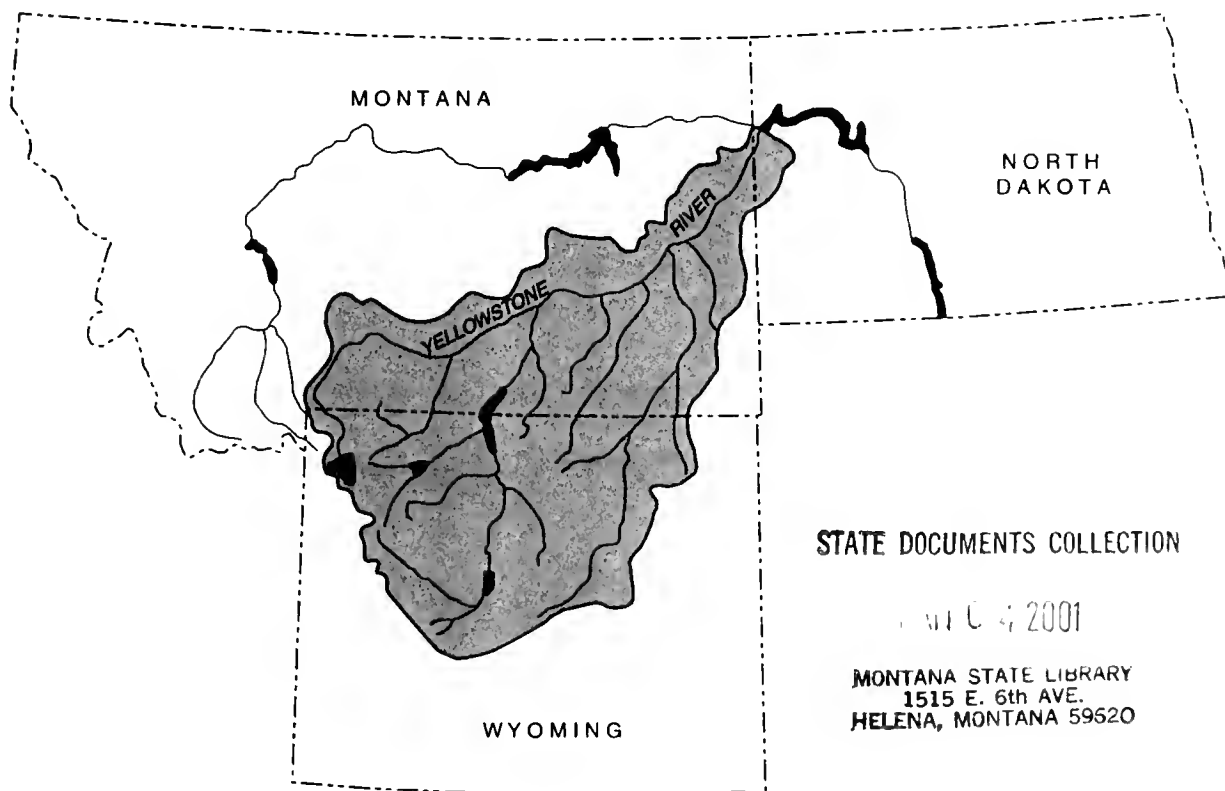 MONTANA
NORTH
DAKOTA
YELLOWSTONE
RIVER
WYOMING
STATE DOCUMENTS COLLECTION
2001
MONTANA STATE LIBRARY
1515 E. 6th AVE.
HELENA, MONTANA 59620